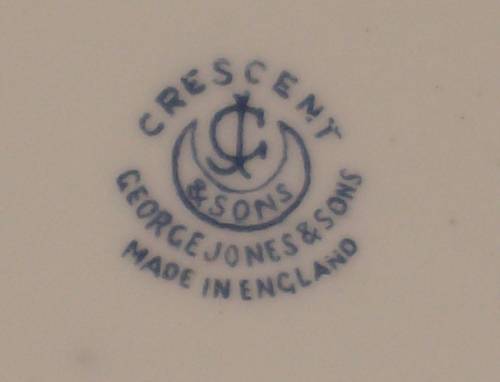 CRESCENT
GJ
& SONS
GEORGE JONES & SONS
MADE IN ENGLAND